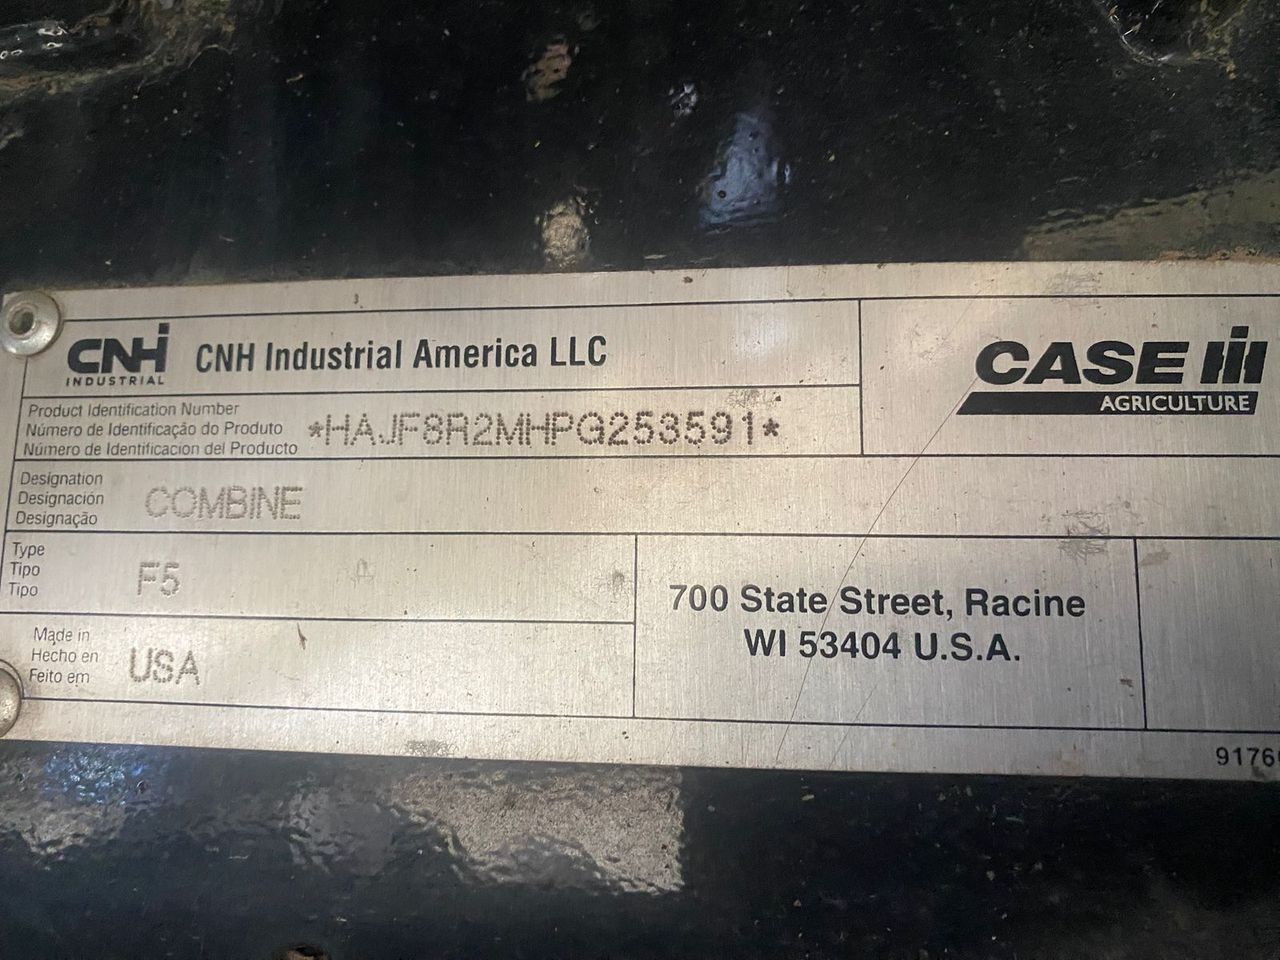 CNH
INDUSTRIAL
CNH Industrial America LLC
CASE IH
AGRICULTURE
Product Identification Number
Número de Identificação do Produto
Número de Identificacion del Producto
*HAJF8R2MHPG253591*
Designation
Designación
Designação
COMBINE
Type
Tipo
Tipo
F5
700 State Street, Racine
WI 53404 U.S.A.
Made in
Hecho en
Feito em
USA